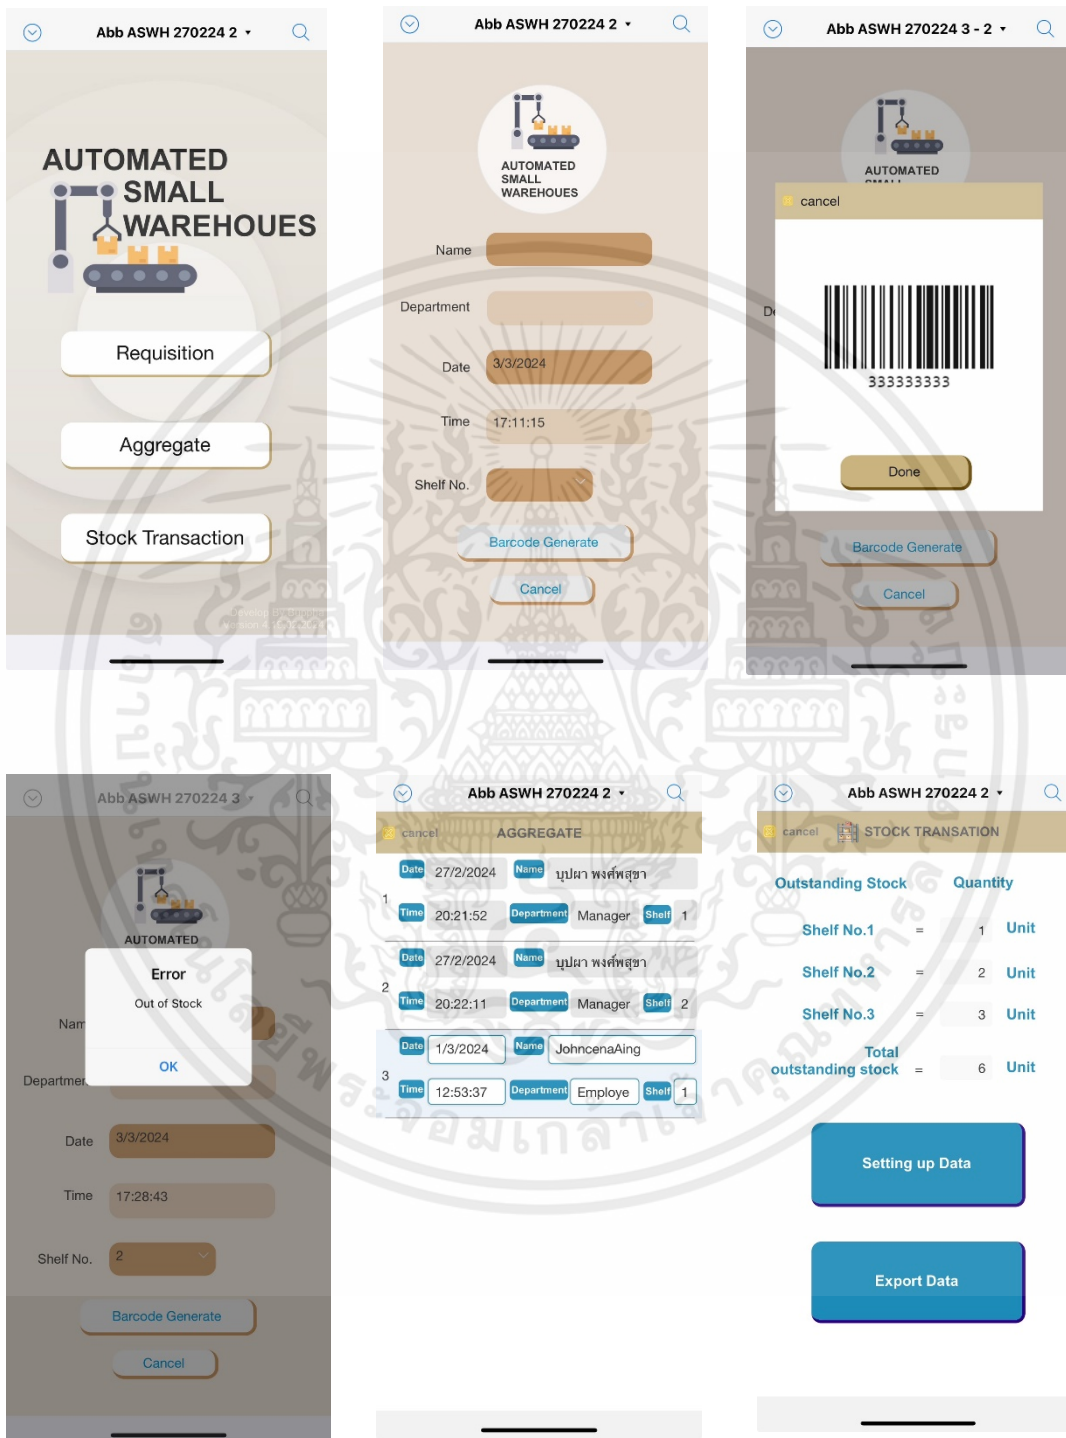 Abb ASWH 270224 2
AUTOMATED
SMALL
WAREHOUES
Requisition
Aggregate
Stock Transaction
Abb ASWH 270224 2
AUTOMATED
SMALL
WAREHOUES
Name
Department
Date 3/3/2024
Time 17:11:15
Shelf No.
Barcode Generate
Cancel
Abb ASWH 270224 3 - 2
AUTOMATED
SMALL
cancel
333333333
Done
Barcode Generate
Cancel
Abb ASWH 270224 3
AUTOMATED
Error
Out of Stock
OK
Nam
Departmen
Date 3/3/2024
Time 17:28:43
Shelf No. 2
Barcode Generate
Cancel
Abb ASWH 270224 2
cancel AGGREGATE
Date 27/2/2024 Name บุปผา พงศ์พสุขา
1
Time 20:21:52 Department Manager Shelf 1
Date 27/2/2024 Name บุปผา พงศ์พสุขา
2
Time 20:22:11 Department Manager Shelf 2
Date 1/3/2024 Name JohncenaAing
3
Time 12:53:37 Department Employe Shelf 1
Abb ASWH 270224 2
cancel STOCK TRANSATION
Outstanding Stock Quantity
Shelf No.1 = 1 Unit
Shelf No.2 = 2 Unit
Shelf No.3 = 3 Unit
Total
outstanding stock = 6 Unit
Setting up Data
Export Data